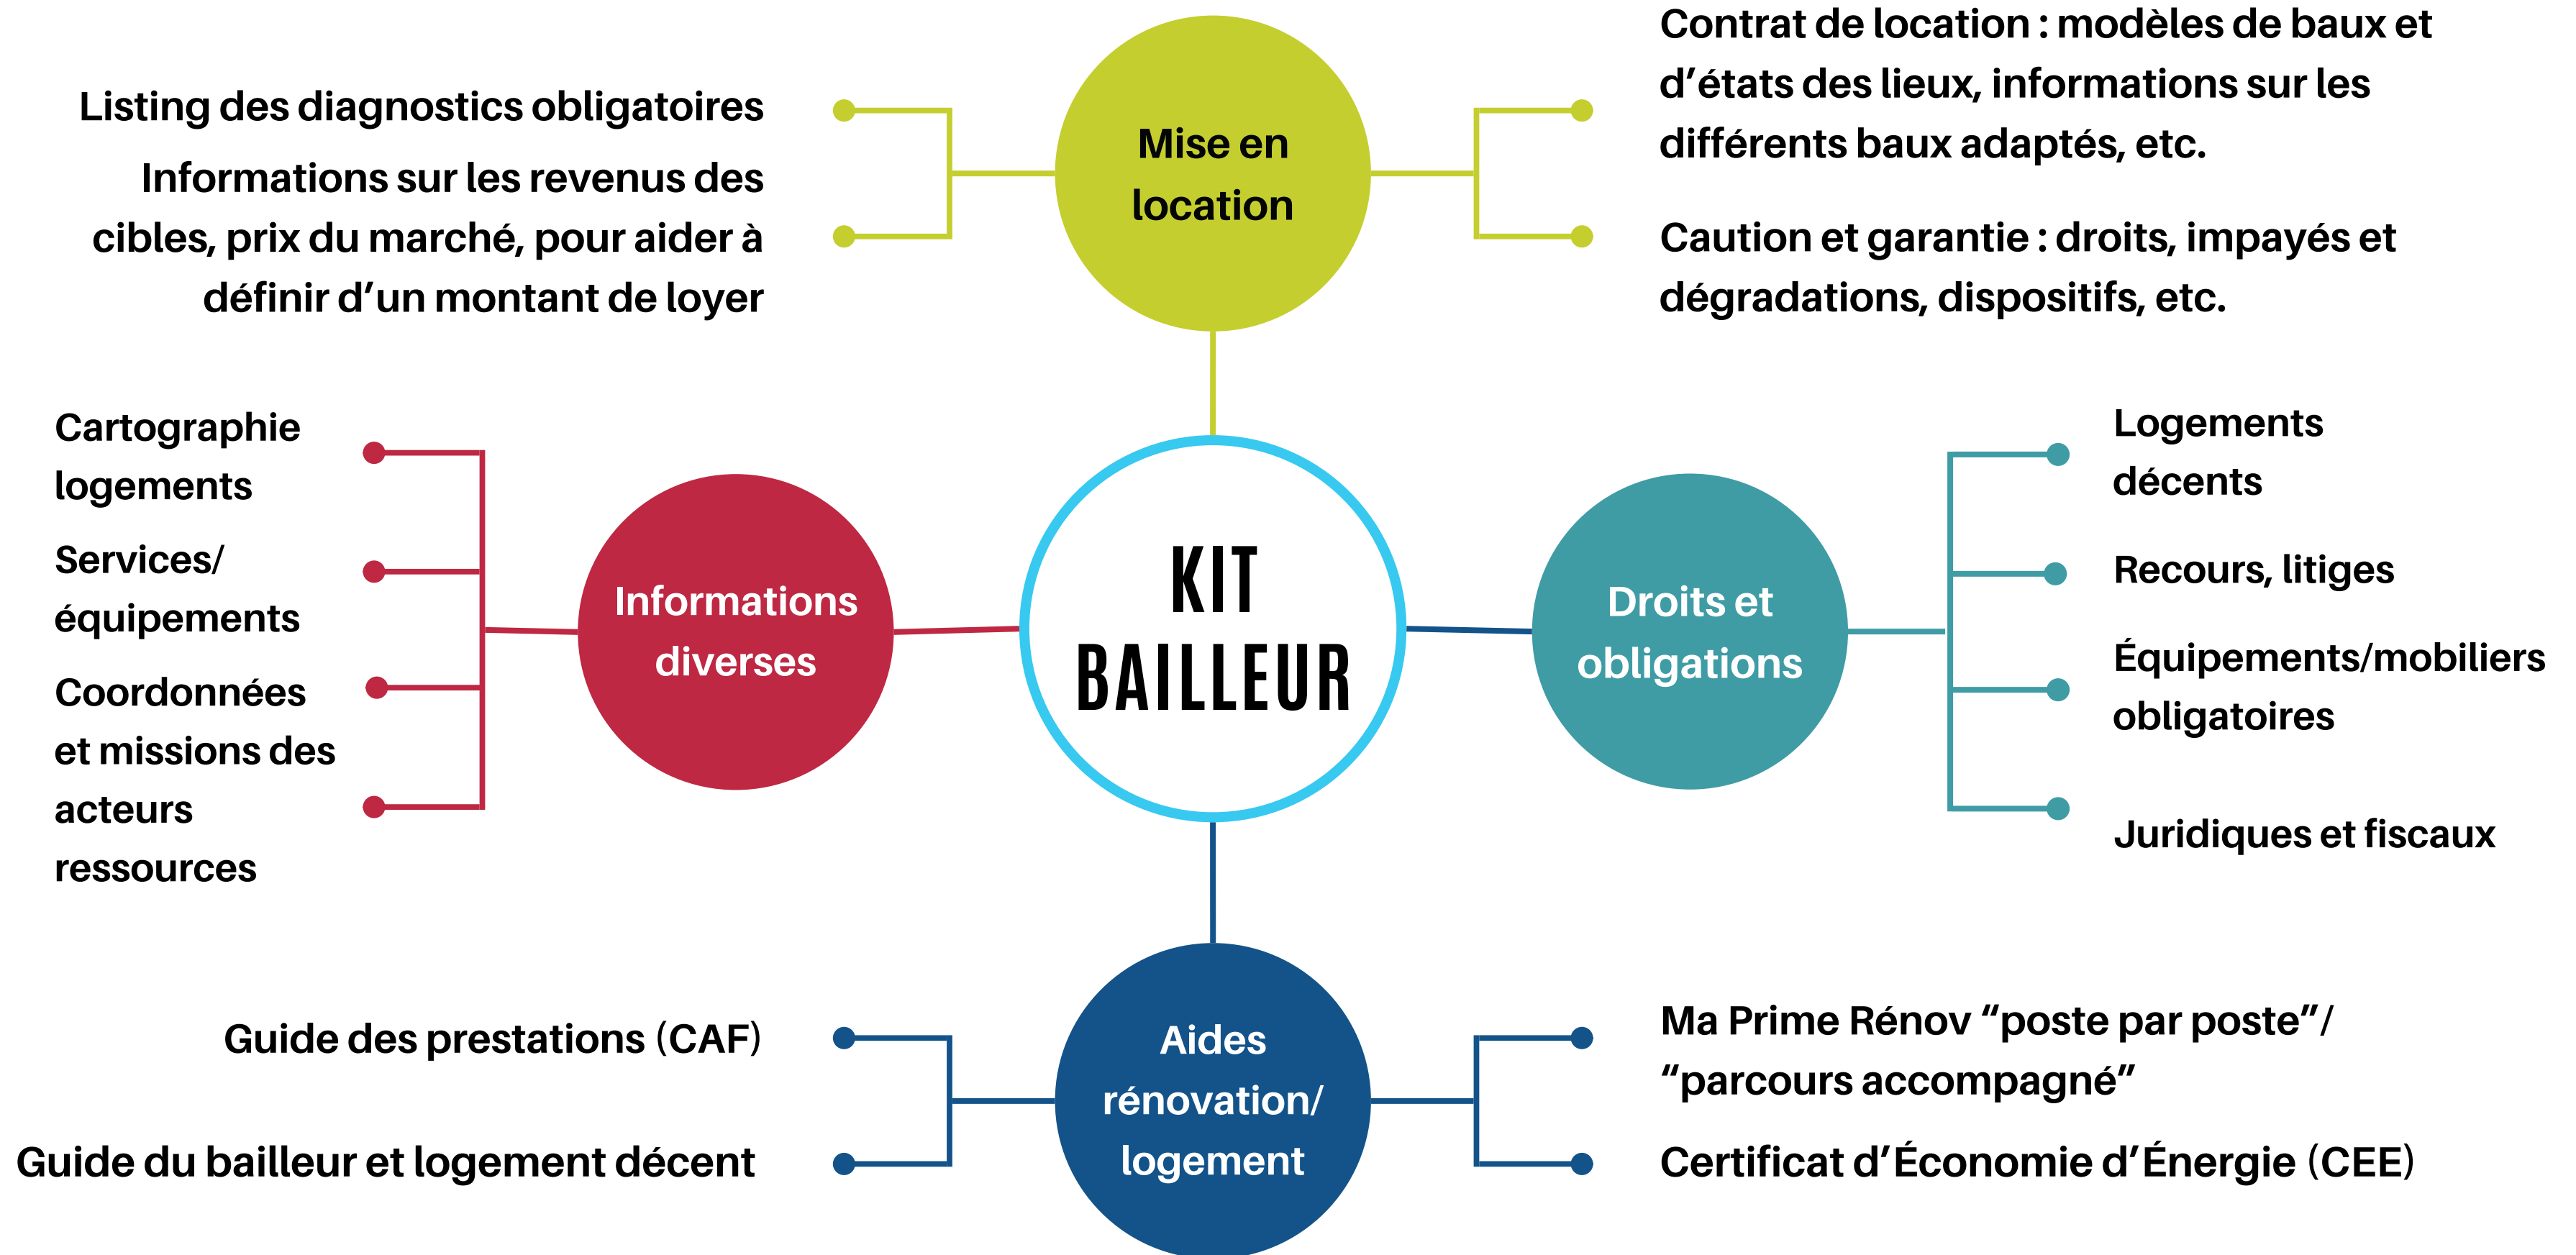 Listing des diagnostics obligatoires
Informations sur les revenus des
cibles, prix du marché, pour aider à
définir d’un montant de loyer
Mise en
location
Contrat de location : modèles de baux et
d’états des lieux, informations sur les
différents baux adaptés, etc.
Caution et garantie : droits, impayés et
dégradations, dispositifs, etc.
Cartographie
logements
Services/
équipements
Coordonnées
et missions des
acteurs
ressources
Informations
diverses
KIT
BAILLEUR
Droits et
obligations
Logements
décents
Recours, litiges
Équipements/mobiliers
obligatoires
Juridiques et fiscaux
Guide des prestations (CAF)
Guide du bailleur et logement décent
Aides
rénovation/
logement
Ma Prime Rénov “poste par poste”/
“parcours accompagné”
Certificat d’Économie d’Énergie (CEE)